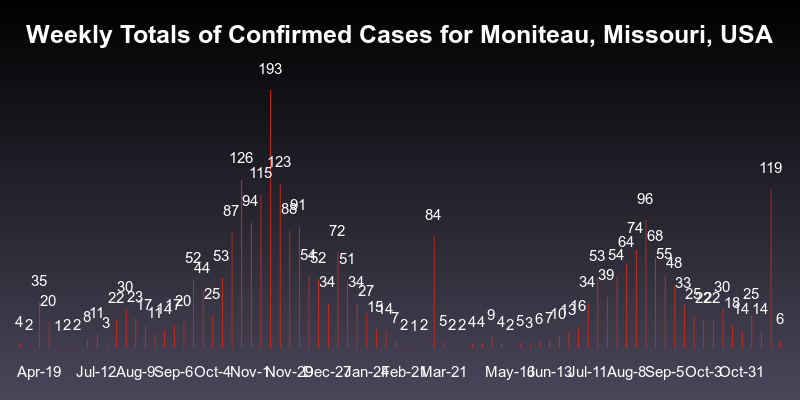 Weekly Totals of Confirmed Cases for Moniteau, Missouri, USA
4 2 35 20 1 2 2 8 11 3 22 30 23 17 11 14 17 20 52 44 25 53 87 126 94 115 193 123 88 91 54 52 34 72 51 34 27 15 14 7 2 1 2 84 5 2 2 4 4 9 4 2 5 3 6 7 10 13 16 34 53 39 54 64 74 96 68 55 48 33 25 22 22 30 18 14 25 14 119 6
Apr-19 Jul-12 Aug-9 Sep-6 Oct-4 Nov-1 Nov-29 Dec-27 Jan-24 Feb-21 Mar-21 May-16 Jun-13 Jul-11 Aug-8 Sep-5 Oct-3 Oct-31